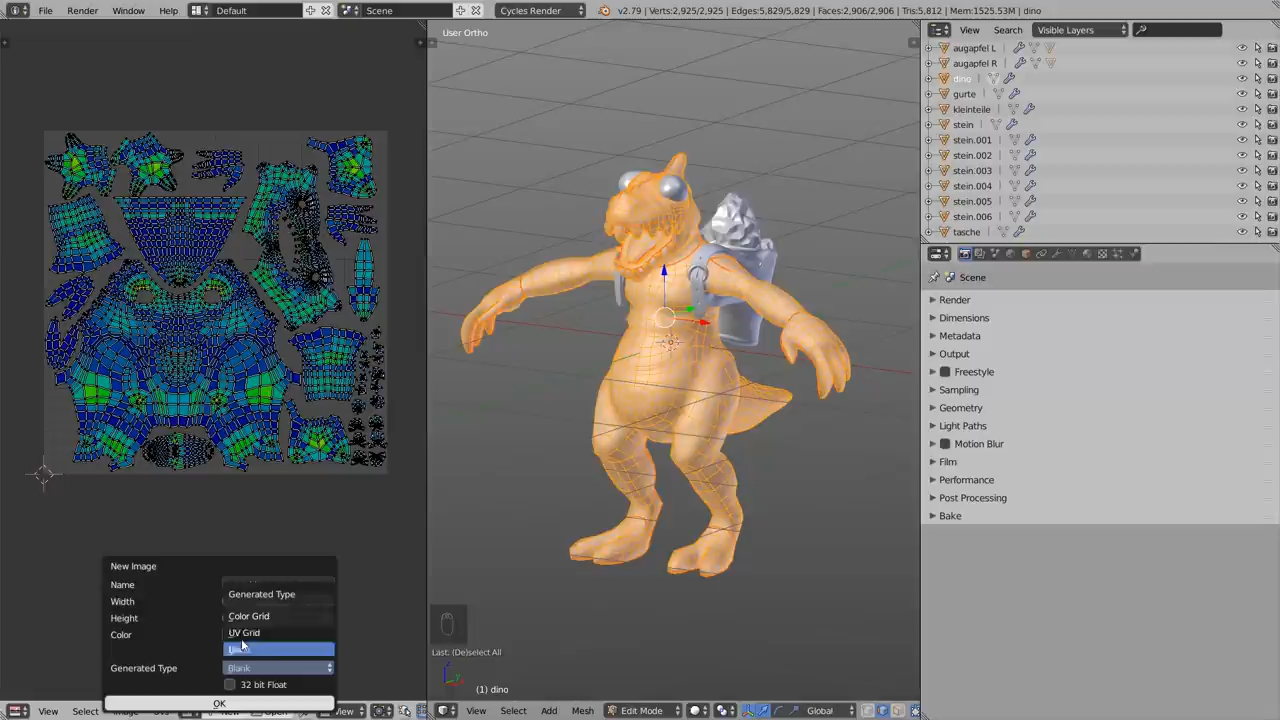 File Render Window Help Default Scene Cycles Render v2.79 | Verts:2,925/2,925 | Edges:5,829/5,829 | Faces:2,906/2,906 | Tris:5,812 | Mem:1525.53M | dino
User Ortho
View Search Visible Layers
augapfel L
augapfel R
dino
gurte
kleinteile
stein
stein.001
stein.002
stein.003
stein.004
stein.005
stein.006
tasche
Scene
Render
Dimensions
Metadata
Output
Freestyle
Sampling
Geometry
Light Paths
Motion Blur
Film
Performance
Post Processing
Bake
New Image
Name
Width
Height
Color
Generated Type
Color Grid
UV Grid
Generated Type Blank
32 bit Float
OK
Last: (De)select All
(1) dino
View Select View
View Select Add Mesh Edit Mode Global